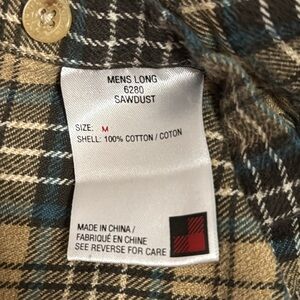 MENS LONG
6280
SAWDUST
SIZE: M
SHELL: 100% COTTON / COTON
MADE IN CHINA /
FABRIQUÉ EN CHINE
SEE REVERSE FOR CARE